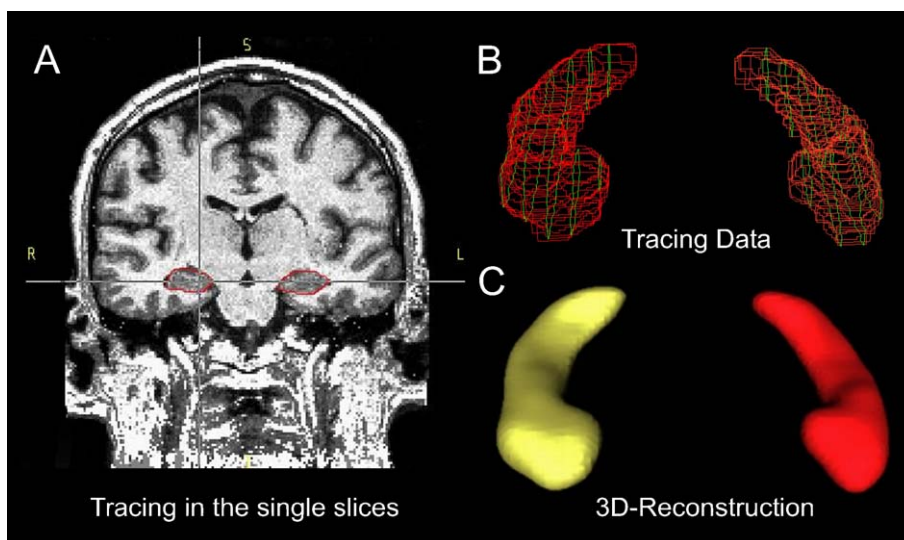 A
S
R
L
Tracing in the single slices
B
Tracing Data
C
3D-Reconstruction